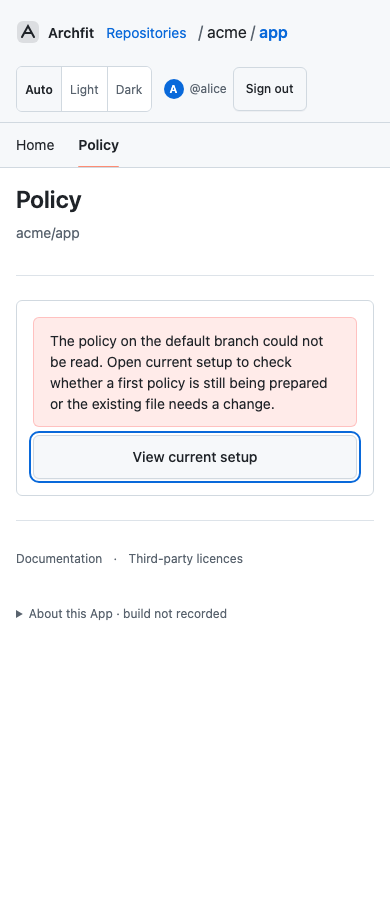 Archfit Repositories / acme / app
Auto Light Dark A @alice Sign out
Home Policy
Policy
acme/app
The policy on the default branch could not
be read. Open current setup to check
whether a first policy is still being prepared
or the existing file needs a change.
View current setup
Documentation · Third-party licences
About this App · build not recorded